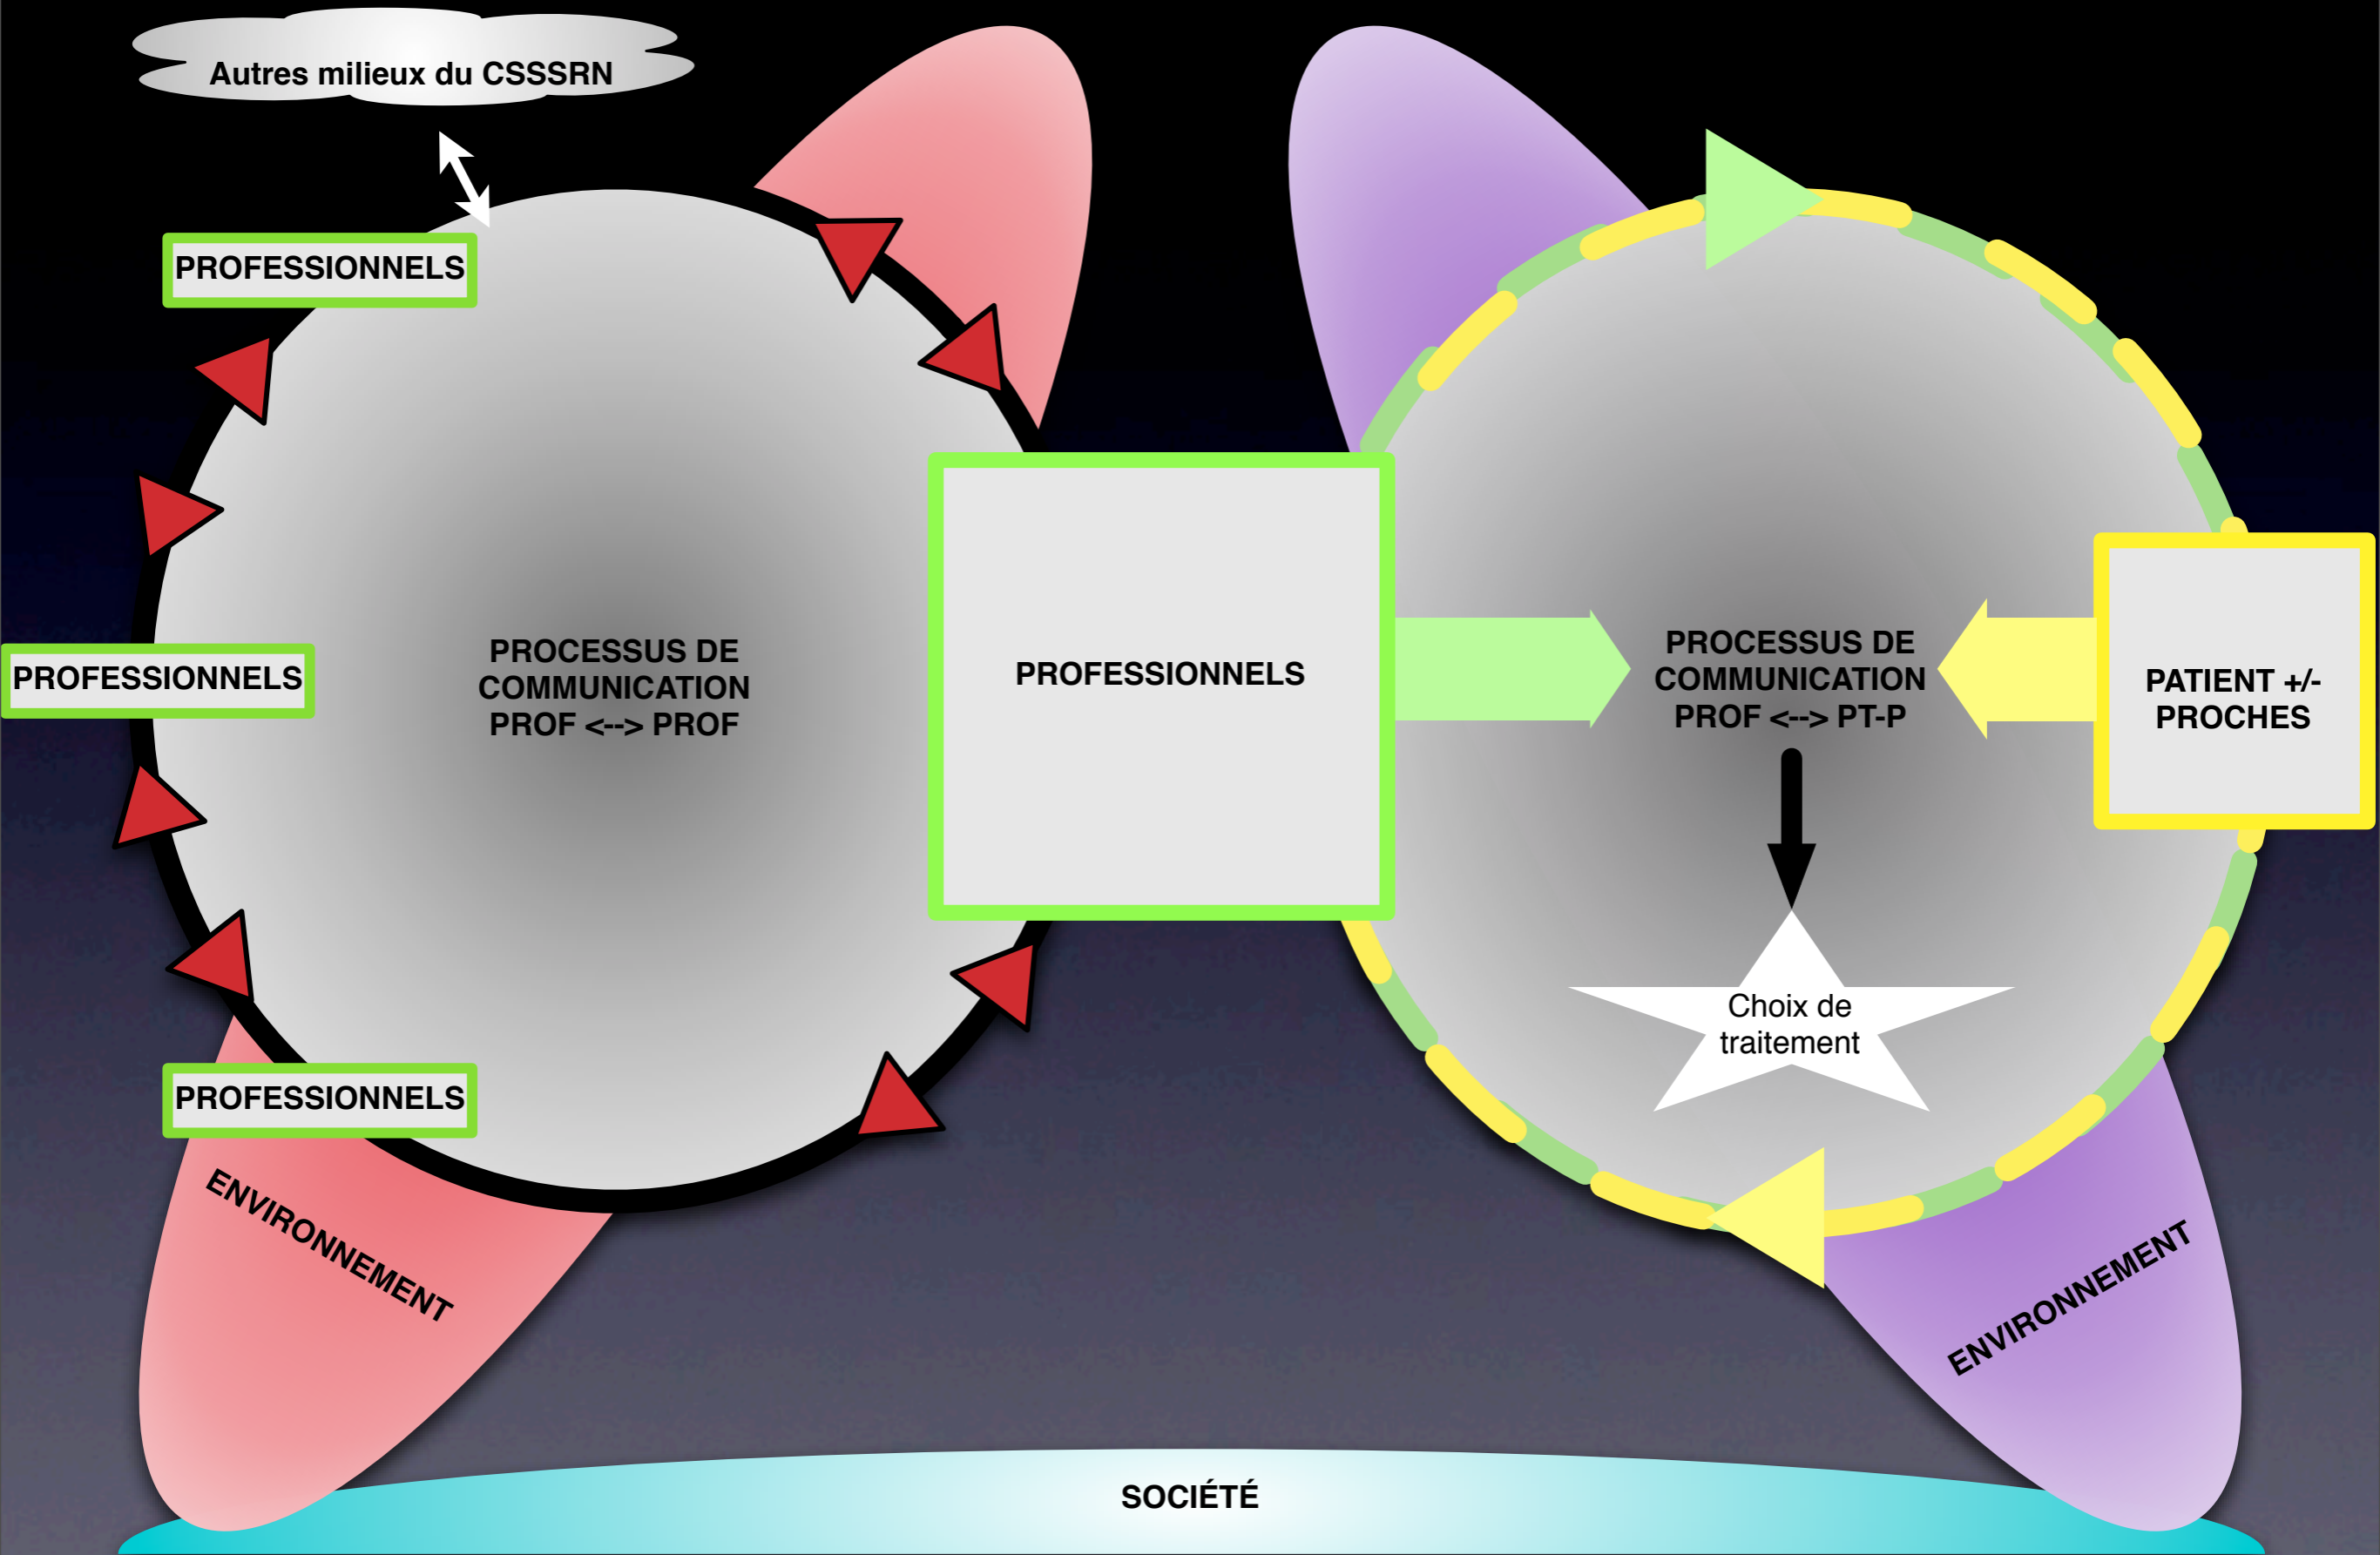 Autres milieux du CSSSRN
PROFESSIONNELS
PROFESSIONNELS
PROCESSUS DE
COMMUNICATION
PROF <--> PROF
PROFESSIONNELS
PROCESSUS DE
COMMUNICATION
PROF <--> PT-P
PATIENT +/-
PROCHES
Choix de
traitement
PROFESSIONNELS
ENVIRONNEMENT
ENVIRONNEMENT
SOCIÉTÉ